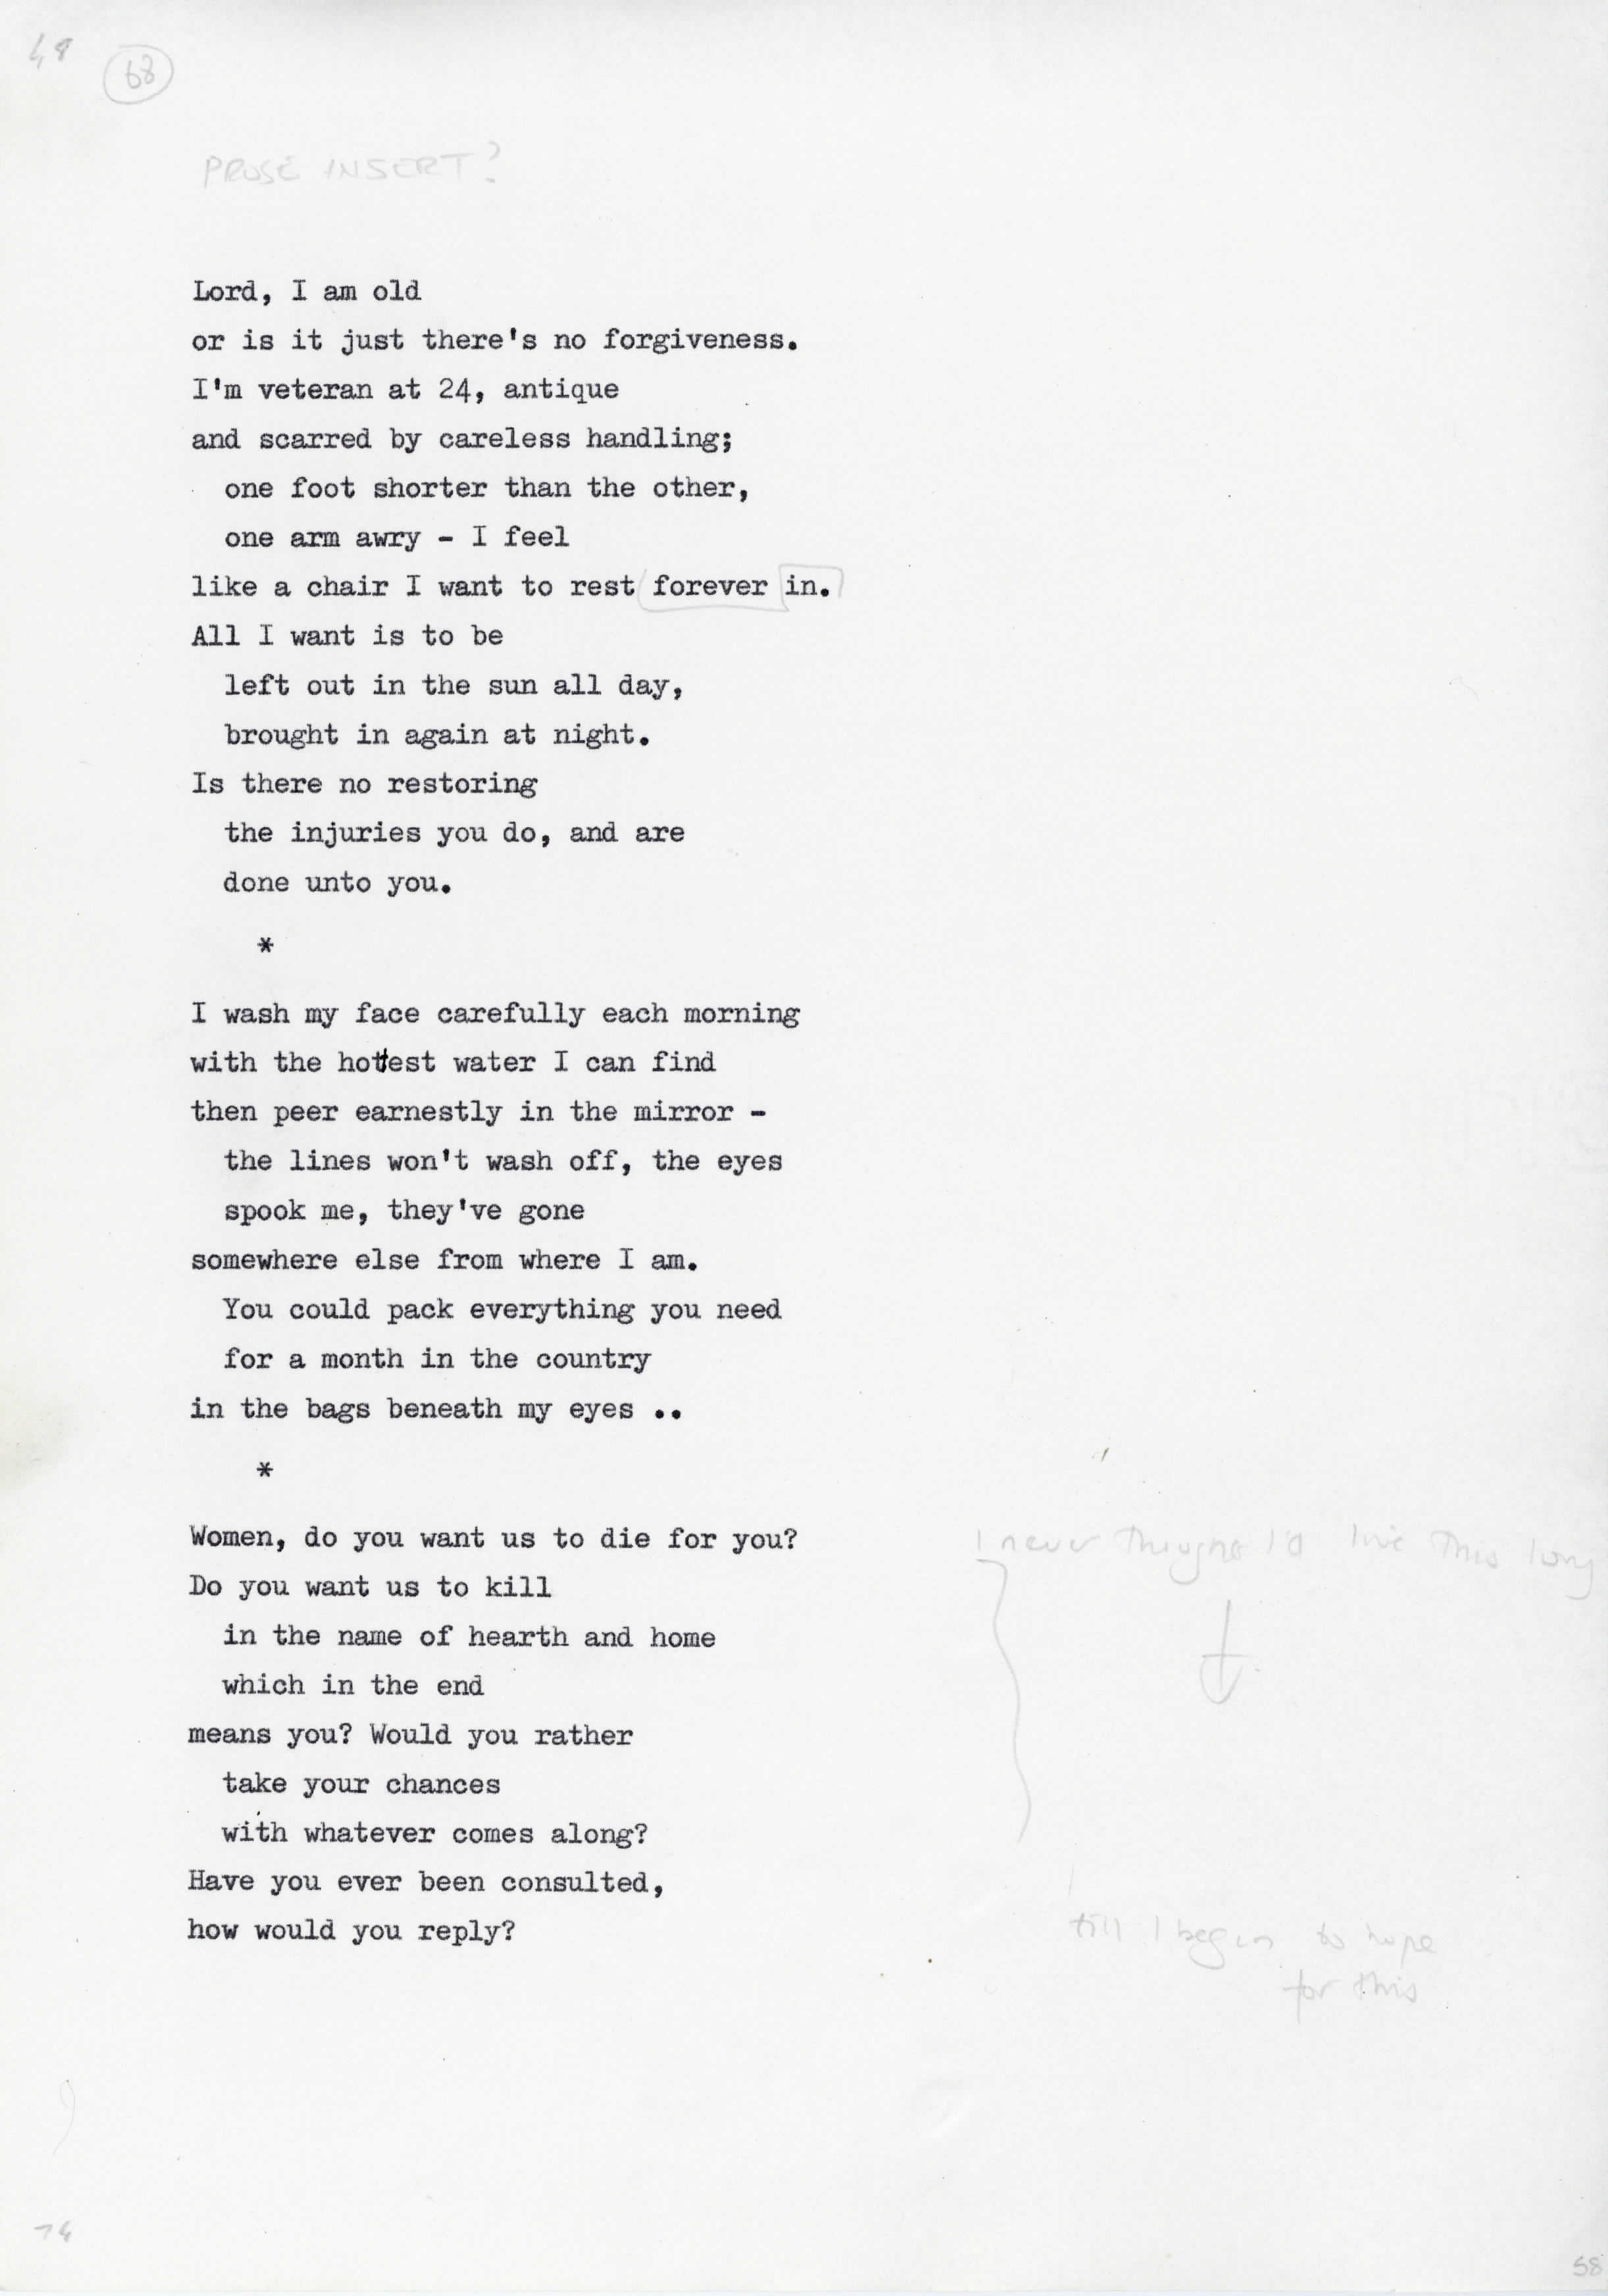 48
68
PROSE INSERT?
Lord, I am old
or is it just there's no forgiveness.
I'm veteran at 24, antique
and scarred by careless handling;
one foot shorter than the other,
one arm awry - I feel
like a chair I want to rest forever in.
All I want is to be
left out in the sun all day,
brought in again at night.
Is there no restoring
the injuries you do, and are
done unto you.
*
I wash my face carefully each morning
with the hottest water I can find
then peer earnestly in the mirror -
the lines won't wash off, the eyes
spook me, they've gone
somewhere else from where I am.
You could pack everything you need
for a month in the country
in the bags beneath my eyes ..
*
Women, do you want us to die for you?
Do you want us to kill
in the name of hearth and home
which in the end
means you? Would you rather
take your chances
with whatever comes along?
Have you ever been consulted,
how would you reply?
I never thought I'd live this long
till I begin to hope
for this
74
58